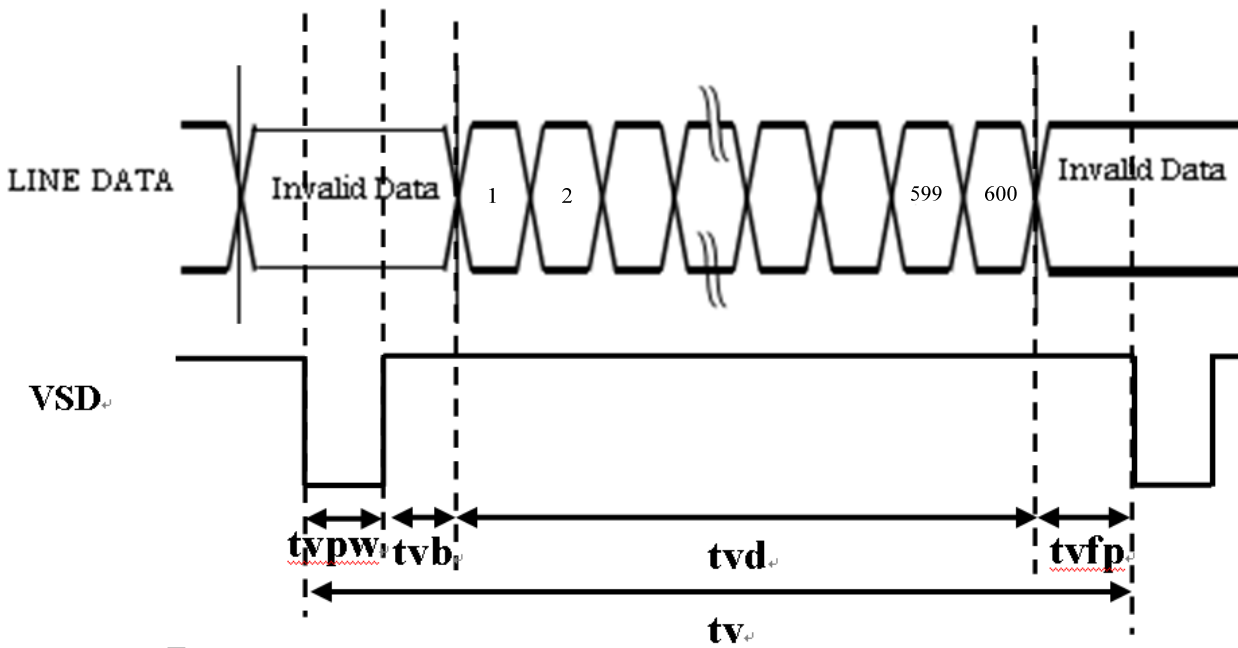 LINE DATA
Invalid Data
1
2
599
600
Invalid Data
VSD
tvpw
tvb
tvd
tvfp
tv